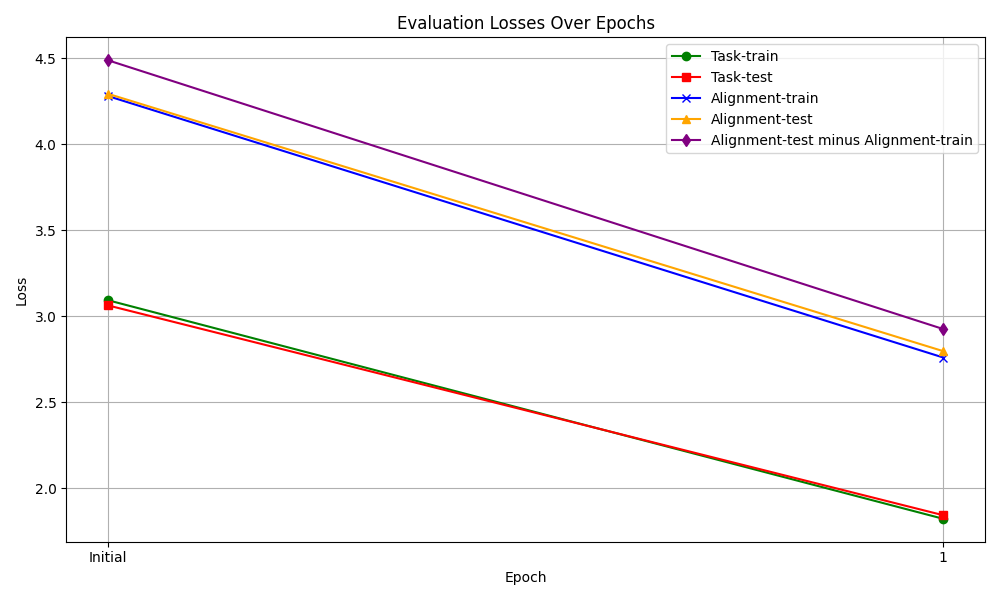 Evaluation Losses Over Epochs
Task-train
Task-test
Alignment-train
Alignment-test
Alignment-test minus Alignment-train
Loss
4.5
4.0
3.5
3.0
2.5
2.0
Initial
1
Epoch